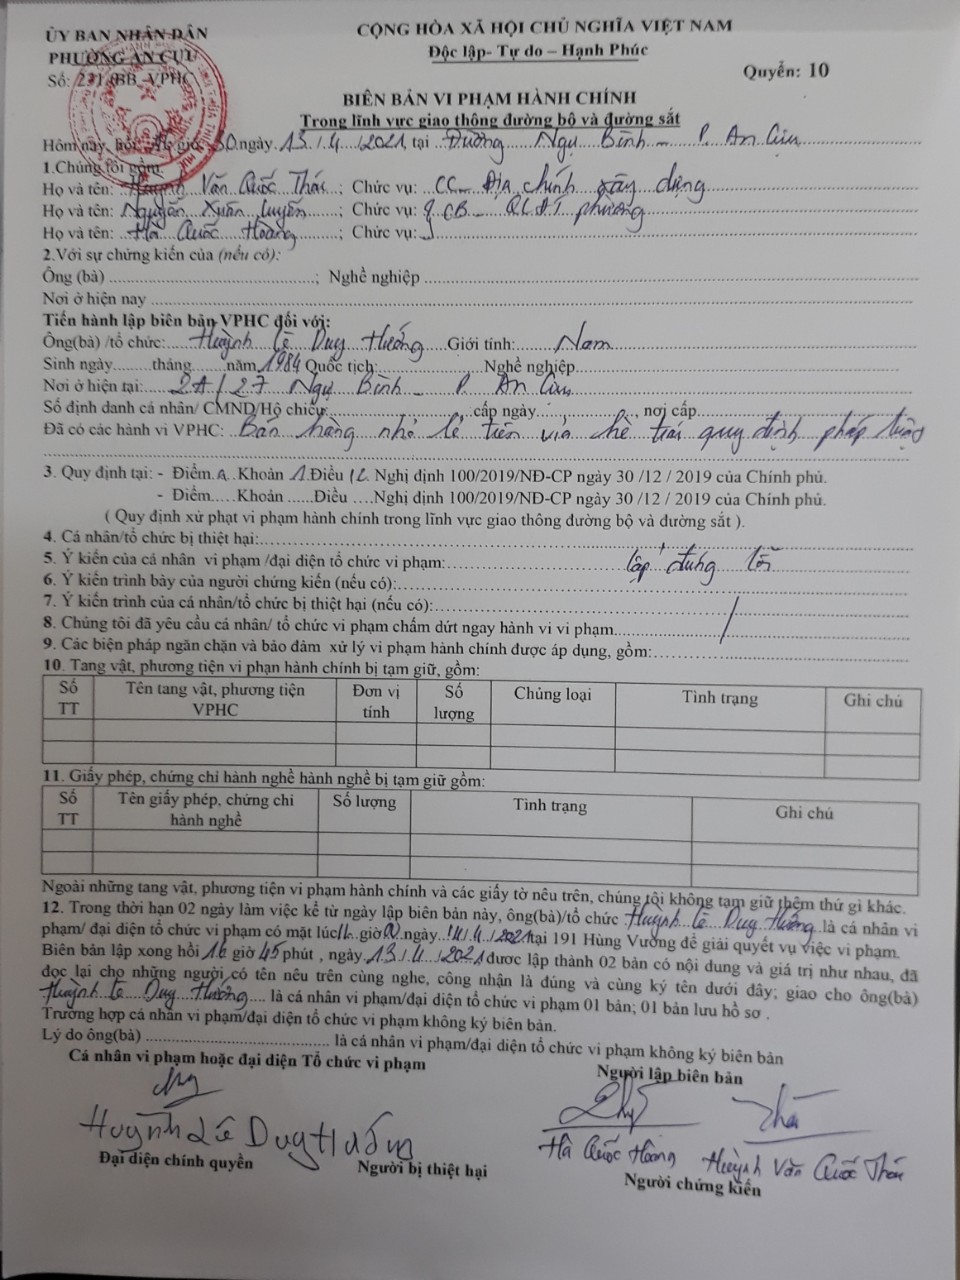 ỦY BAN NHÂN DÂN
PHƯỜNG AN CỰU
Số: 231/BB -VPHC
CỘNG HÒA XÃ HỘI CHỦ NGHĨA VIỆT NAM
Độc lập- Tự do – Hạnh Phúc
Quyển: 10
BIÊN BẢN VI PHẠM HÀNH CHÍNH
Trong lĩnh vực giao thông đường bộ và đường sắt
Hôm nay, hồi giờ 30 ngày 13/4/2021, tại Đường Ngự Bình - P. An Cựu
1.Chúng tôi gồm:
Họ và tên: Huỳnh Văn Quốc Thái; Chức vụ: CC - Địa chính xây dựng
Họ và tên: Nguyễn Xuân Luyến; Chức vụ: CB - QLĐT phường
Họ và tên: Hà Quốc Hoàng; Chức vụ:
2.Với sự chứng kiến của (nếu có):
Ông (bà) ; Nghề nghiệp
Nơi ở hiện nay
Tiến hành lập biên bản VPHC đối với:
Ông(bà) /tổ chức: Huỳnh Lê Duy Hướng Giới tính: Nam
Sinh ngày......tháng......năm 1984 Quốc tịch: Nghề nghiệp
Nơi ở hiện tại: 2A/27 Ngự Bình - P. An Cựu
Số định danh cá nhân/ CMND/Hộ chiếu: cấp ngày , nơi cấp
Đã có các hành vi VPHC: Bán hàng nhỏ lẻ trên vỉa hè trái quy định pháp luật
3. Quy định tại: - Điểm a Khoản 1 Điều 12 Nghị định 100/2019/NĐ-CP ngày 30 /12 / 2019 của Chính phủ.
- Điểm.....Khoản ......Điều ....Nghị định 100/2019/NĐ-CP ngày 30 /12 / 2019 của Chính phủ.
( Quy định xử phạt vi phạm hành chính trong lĩnh vực giao thông đường bộ và đường sắt ).
4. Cá nhân/tổ chức bị thiệt hại:
5. Ý kiến của cá nhân vi phạm /đại diện tổ chức vi phạm: lập đúng lỗi
6. Ý kiến trình bày của người chứng kiến (nếu có):
7. Ý kiến trình của cá nhân/tổ chức bị thiệt hại (nếu có):
8. Chúng tôi đã yêu cầu cá nhân/ tổ chức vi phạm chấm dứt ngay hành vi vi phạm
9. Các biện pháp ngăn chặn và bảo đảm xử lý vi phạm hành chính được áp dụng, gồm:
10. Tang vật, phương tiện vi phạn hành chính bị tạm giữ, gồm:
Số TT Tên tang vật, phương tiện VPHC Đơn vị tính Số lượng Chủng loại Tình trạng Ghi chú
11. Giấy phép, chứng chỉ hành nghề hành nghề bị tạm giữ gồm:
Số TT Tên giấy phép, chứng chỉ hành nghề Số lượng Tình trạng Ghi chú
Ngoài những tang vật, phương tiện vi phạm hành chính và các giấy tờ nêu trên, chúng tôi không tạm giữ thêm thứ gì khác.
12. Trong thời hạn 02 ngày làm việc kể từ ngày lập biên bản này, ông(bà)/tổ chức Huỳnh Lê Duy Hướng là cá nhân vi
phạm/ đại diện tổ chức vi phạm có mặt lúc giờ 00 ngày 14/4/2021 tại 191 Hùng Vương để giải quyết vụ việc vi phạm.
Biên bản lập xong hồi 16 giờ 45 phút , ngày 13/4/2021 được lập thành 02 bản có nội dung và giá trị như nhau, đã
đọc lại cho những người có tên nêu trên cùng nghe, công nhận là đúng và cùng ký tên dưới đây; giao cho ông(bà)
Huỳnh Lê Duy Hướng là cá nhân vi phạm/đại diện tổ chức vi phạm 01 bản; 01 bản lưu hồ sơ .
Trường hợp cá nhân vi phạm/đại diện tổ chức vi phạm không ký biên bản.
Lý do ông(bà) là cá nhân vi phạm/đại diện tổ chức vi phạm không ký biên bản
Cá nhân vi phạm hoặc đại diện Tổ chức vi phạm
Người lập biên bản
Huỳnh Lê Duy Hướng
Hà Quốc Hoàng Huỳnh Văn Quốc Thái
Đại diện chính quyền
Người bị thiệt hại
Người chứng kiến